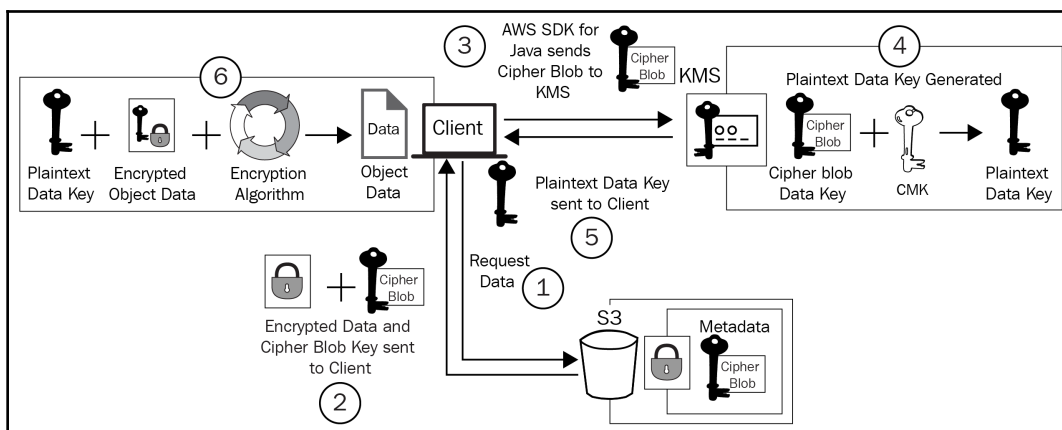 6
Plaintext
Data Key
Encrypted
Object Data
Encryption
Algorithm
Data
Object
Data
Client
3
AWS SDK for
Java sends
Cipher Blob to
KMS
Cipher
Blob
KMS
4
Plaintext Data Key Generated
Cipher
Blob
Cipher blob
Data Key
CMK
Plaintext
Data Key
Plaintext Data Key
sent to Client
5
Request
Data
1
Cipher
Blob
Encrypted Data and
Cipher Blob Key sent
to Client
2
S3
Metadata
Cipher
Blob